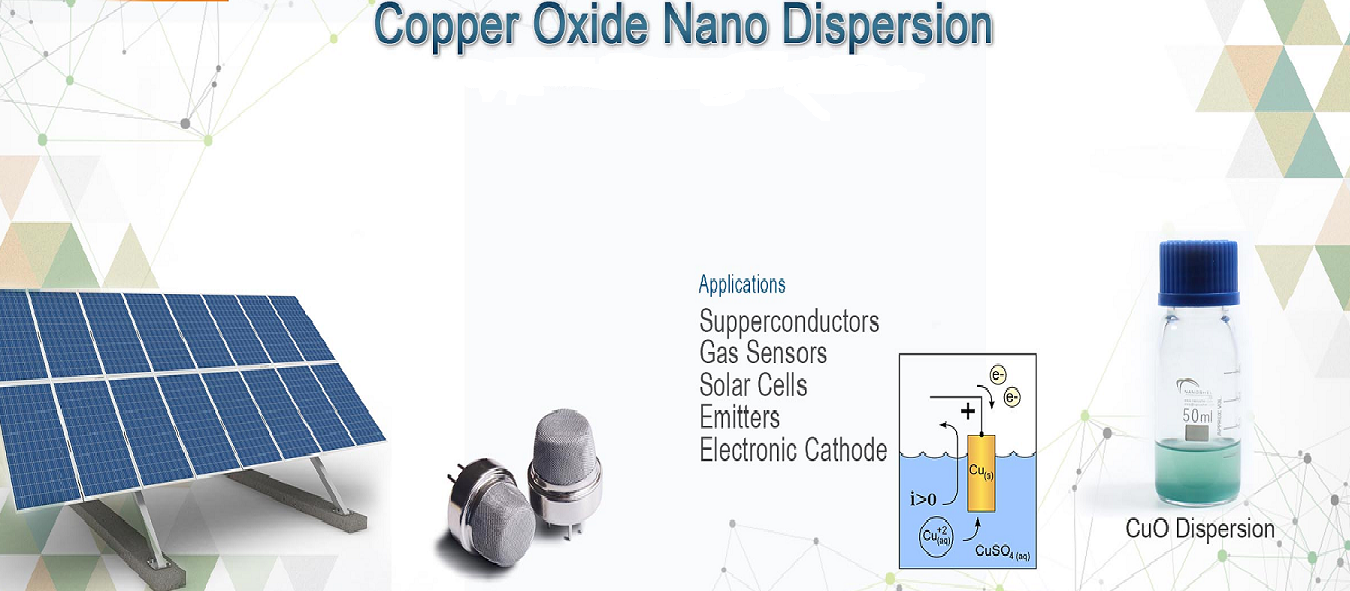 Copper Oxide Nano Dispersion
Applications
Supperconductors
Gas Sensors
Solar Cells
Emitters
Electronic Cathode
e-
e-
+
Cu(s)
i>0
Cu+2(aq)
CuSO4 (aq)
50ml
CuO Dispersion